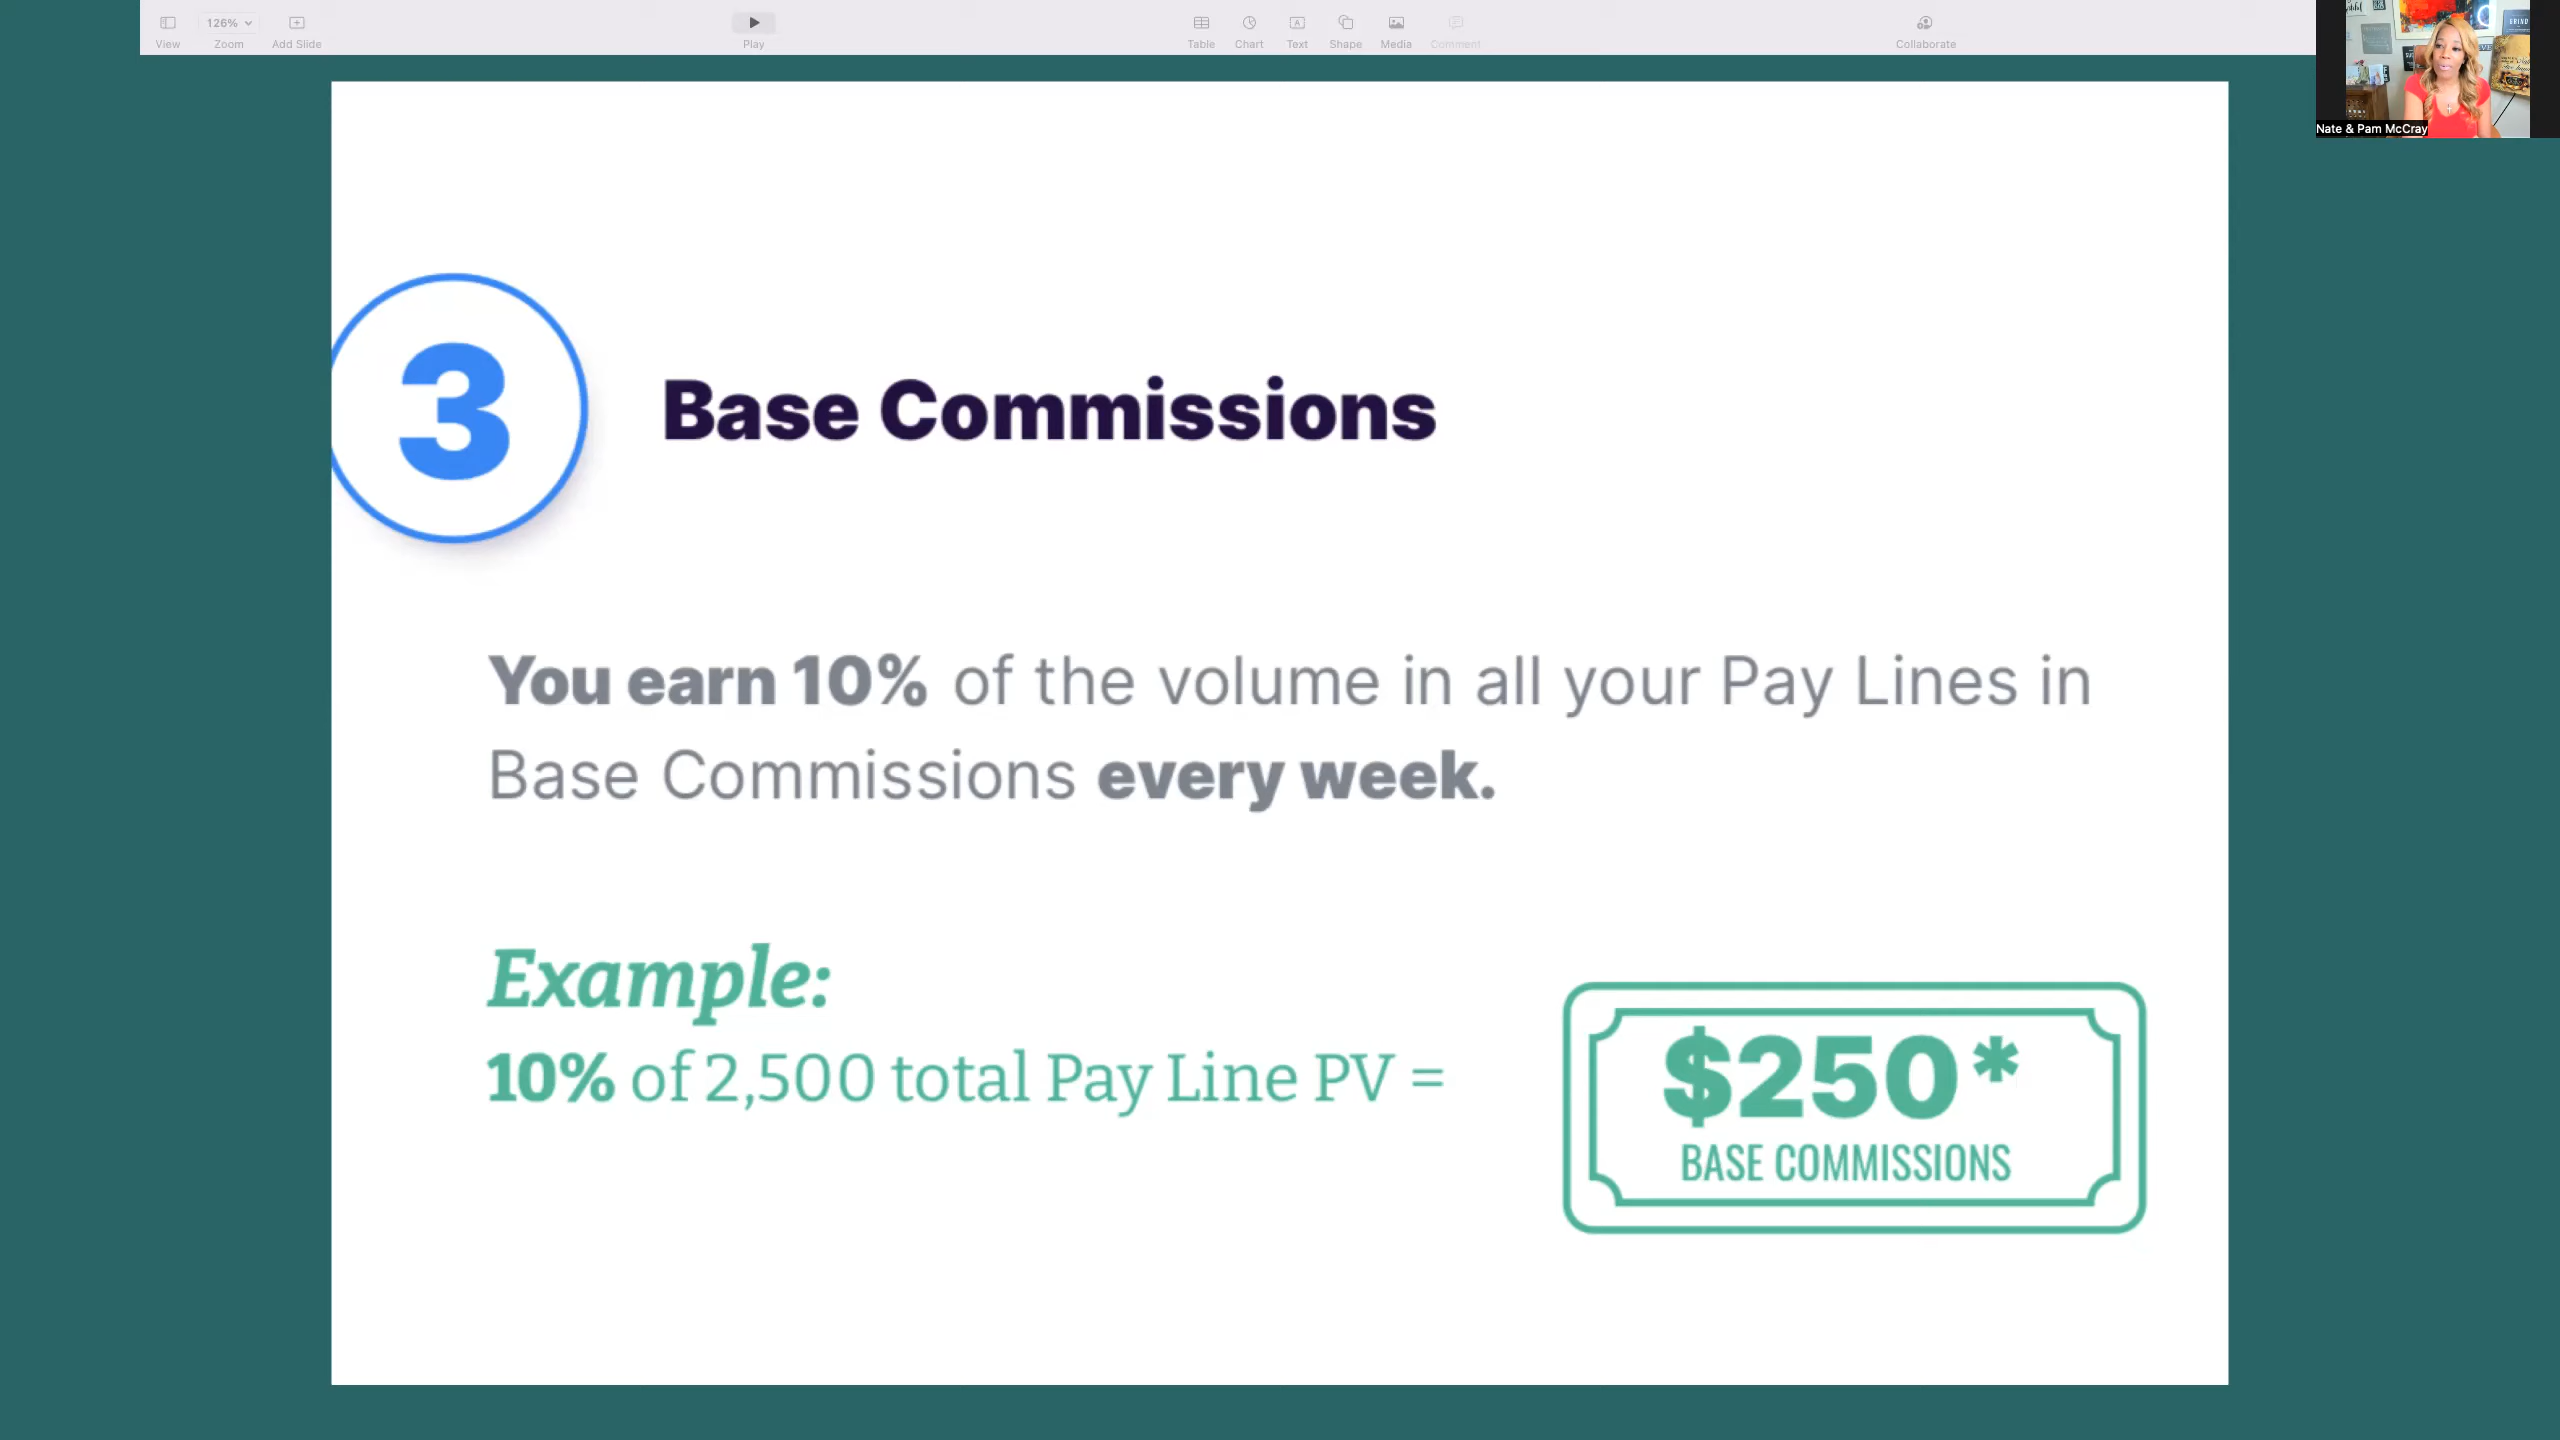 126%
View
Zoom
Add Slide
Play
Table
Chart
Text
Shape
Media
Comment
Collaborate
Nate & Pam McCray
3
Base Commissions
You earn 10% of the volume in all your Pay Lines in
Base Commissions every week.
Example:
10% of 2,500 total Pay Line PV =
$250*
BASE COMMISSIONS